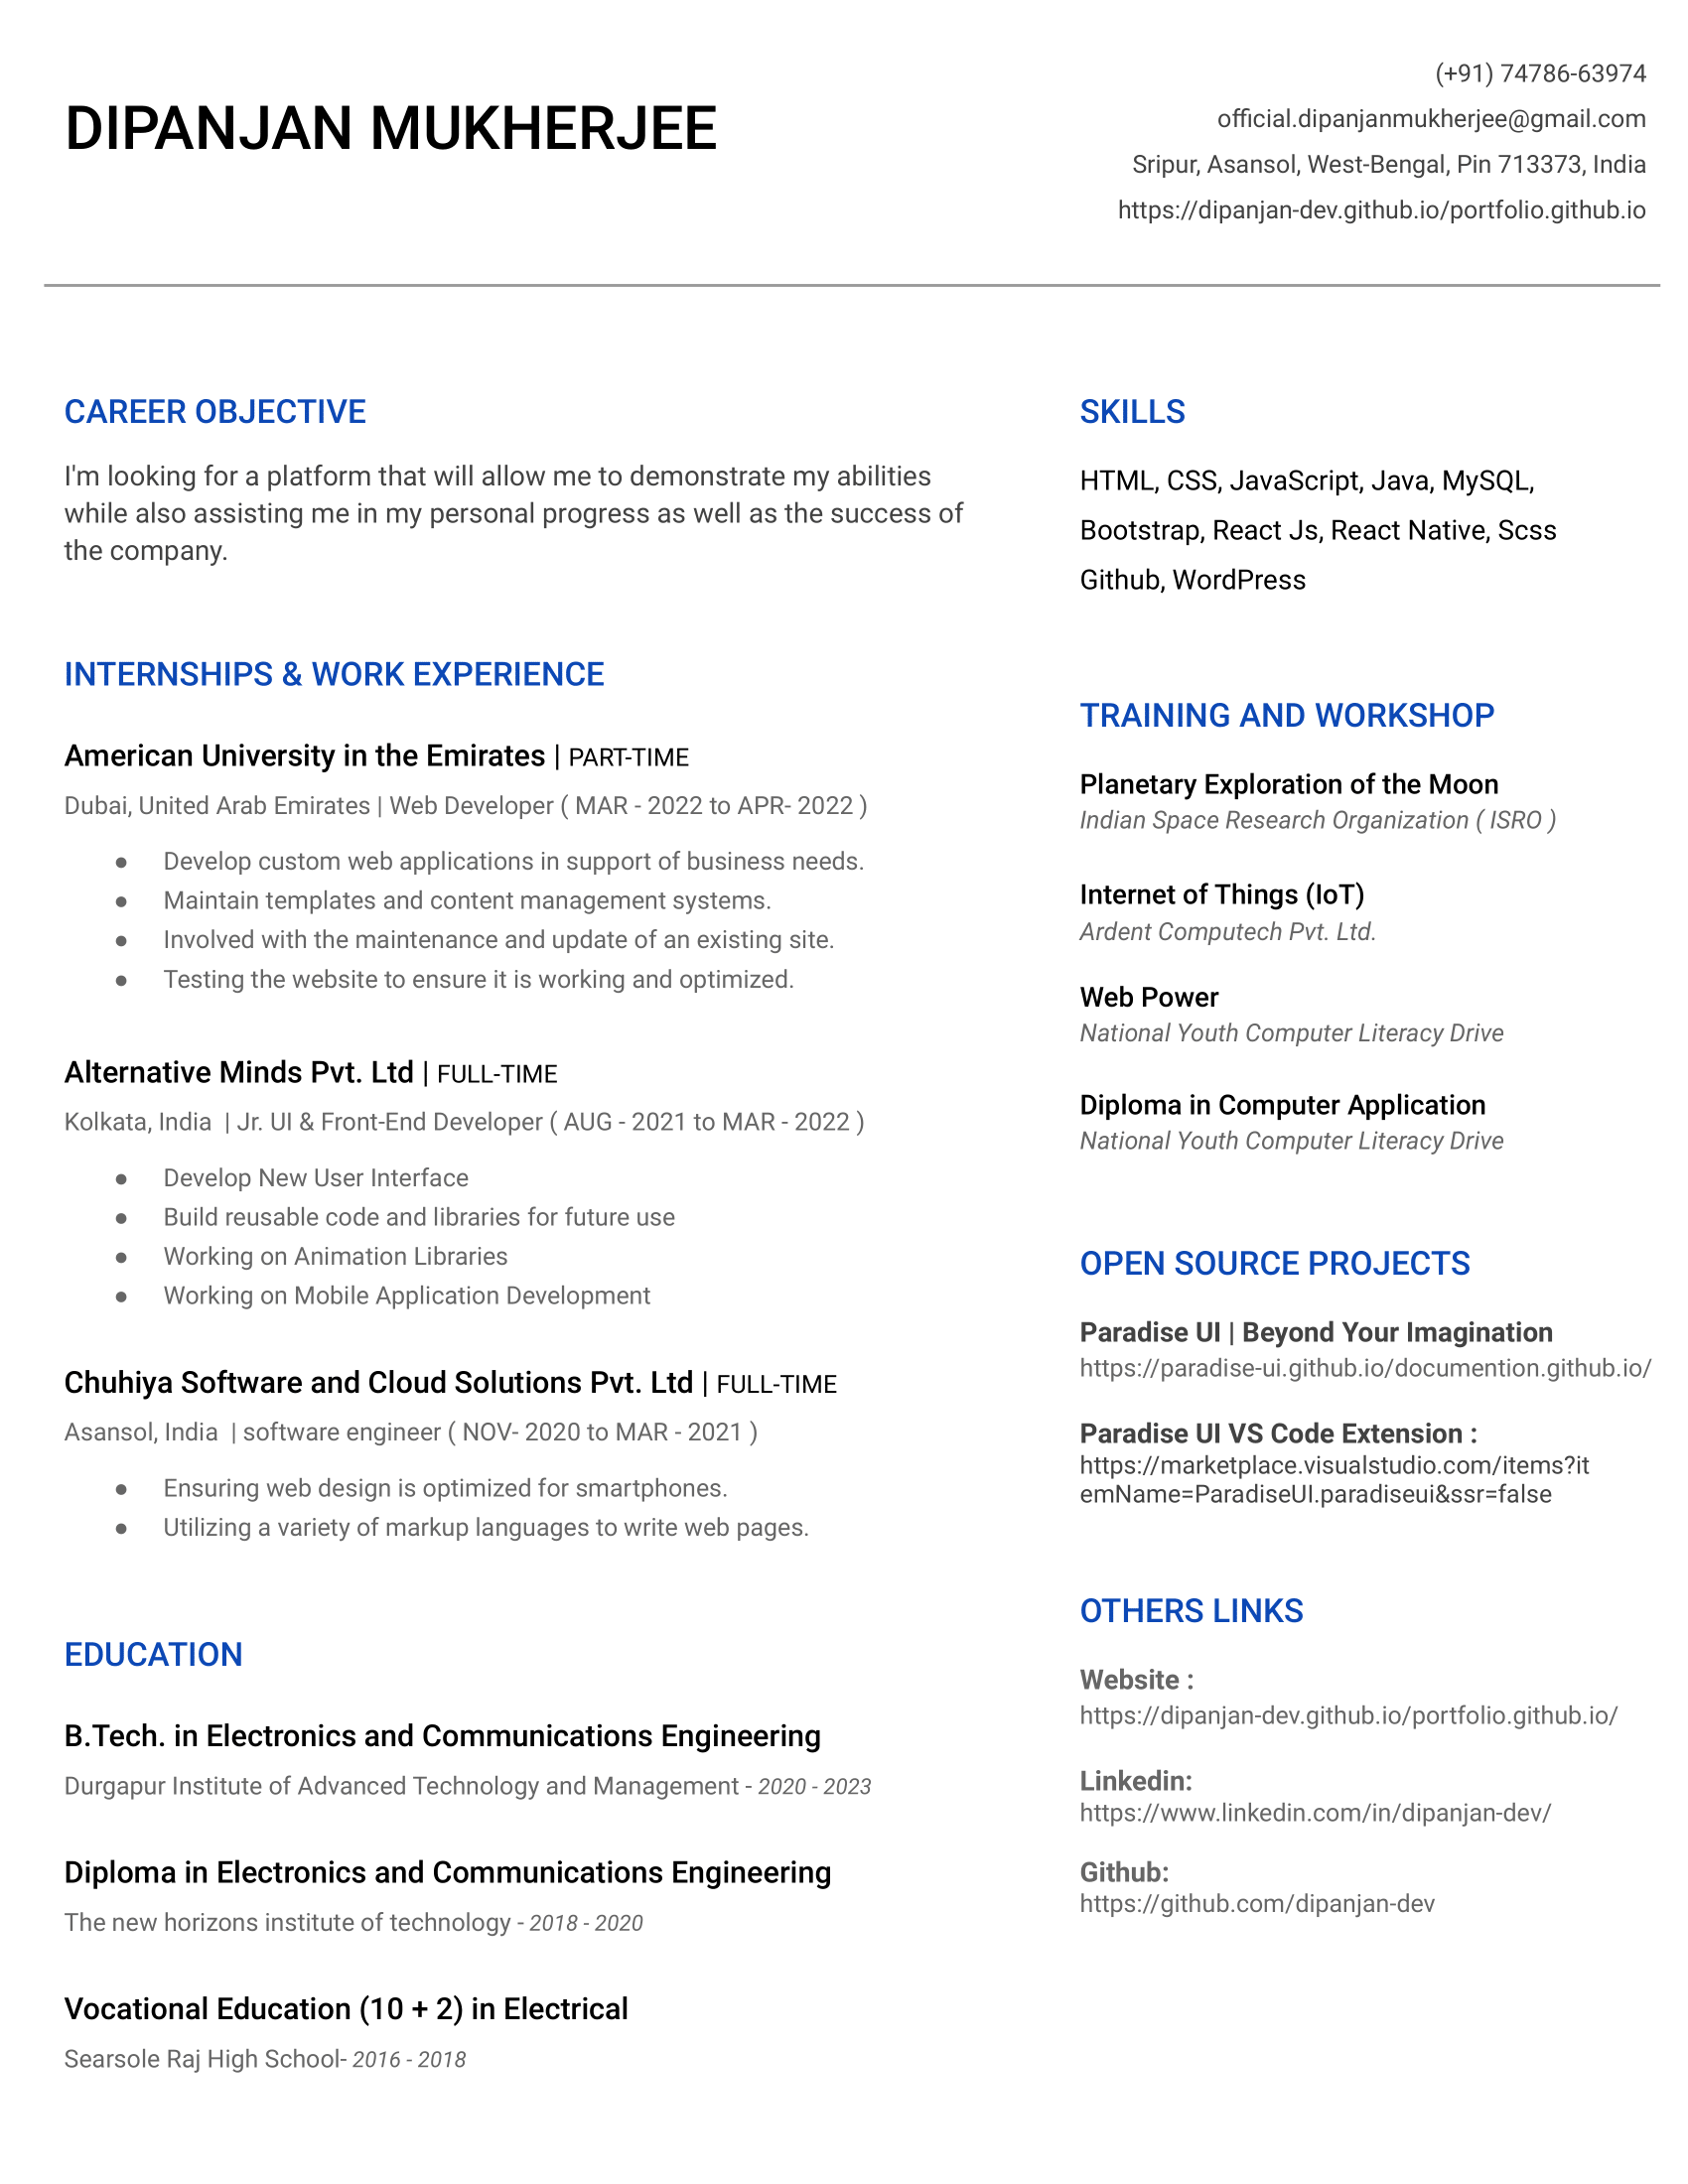 DIPANJAN MUKHERJEE
(+91) 74786-63974
official.dipanjanmukherjee@gmail.com
Sripur, Asansol, West-Bengal, Pin 713373, India
https://dipanjan-dev.github.io/portfolio.github.io
CAREER OBJECTIVE
I'm looking for a platform that will allow me to demonstrate my abilities
while also assisting me in my personal progress as well as the success of
the company.
INTERNSHIPS & WORK EXPERIENCE
American University in the Emirates | PART-TIME
Dubai, United Arab Emirates | Web Developer ( MAR - 2022 to APR- 2022 )
● Develop custom web applications in support of business needs.
● Maintain templates and content management systems.
● Involved with the maintenance and update of an existing site.
● Testing the website to ensure it is working and optimized.
Alternative Minds Pvt. Ltd | FULL-TIME
Kolkata, India | Jr. UI & Front-End Developer ( AUG - 2021 to MAR - 2022 )
● Develop New User Interface
● Build reusable code and libraries for future use
● Working on Animation Libraries
● Working on Mobile Application Development
Chuhiya Software and Cloud Solutions Pvt. Ltd | FULL-TIME
Asansol, India | software engineer ( NOV- 2020 to MAR - 2021 )
● Ensuring web design is optimized for smartphones.
● Utilizing a variety of markup languages to write web pages.
EDUCATION
B.Tech. in Electronics and Communications Engineering
Durgapur Institute of Advanced Technology and Management - 2020 - 2023
Diploma in Electronics and Communications Engineering
The new horizons institute of technology - 2018 - 2020
Vocational Education (10 + 2) in Electrical
Searsole Raj High School- 2016 - 2018
SKILLS
HTML, CSS, JavaScript, Java, MySQL,
Bootstrap, React Js, React Native, Scss
Github, WordPress
TRAINING AND WORKSHOP
Planetary Exploration of the Moon
Indian Space Research Organization ( ISRO )
Internet of Things (IoT)
Ardent Computech Pvt. Ltd.
Web Power
National Youth Computer Literacy Drive
Diploma in Computer Application
National Youth Computer Literacy Drive
OPEN SOURCE PROJECTS
Paradise UI | Beyond Your Imagination
https://paradise-ui.github.io/documention.github.io/
Paradise UI VS Code Extension :
https://marketplace.visualstudio.com/items?it
emName=ParadiseUI.paradiseui&ssr=false
OTHERS LINKS
Website :
https://dipanjan-dev.github.io/portfolio.github.io/
Linkedin:
https://www.linkedin.com/in/dipanjan-dev/
Github:
https://github.com/dipanjan-dev